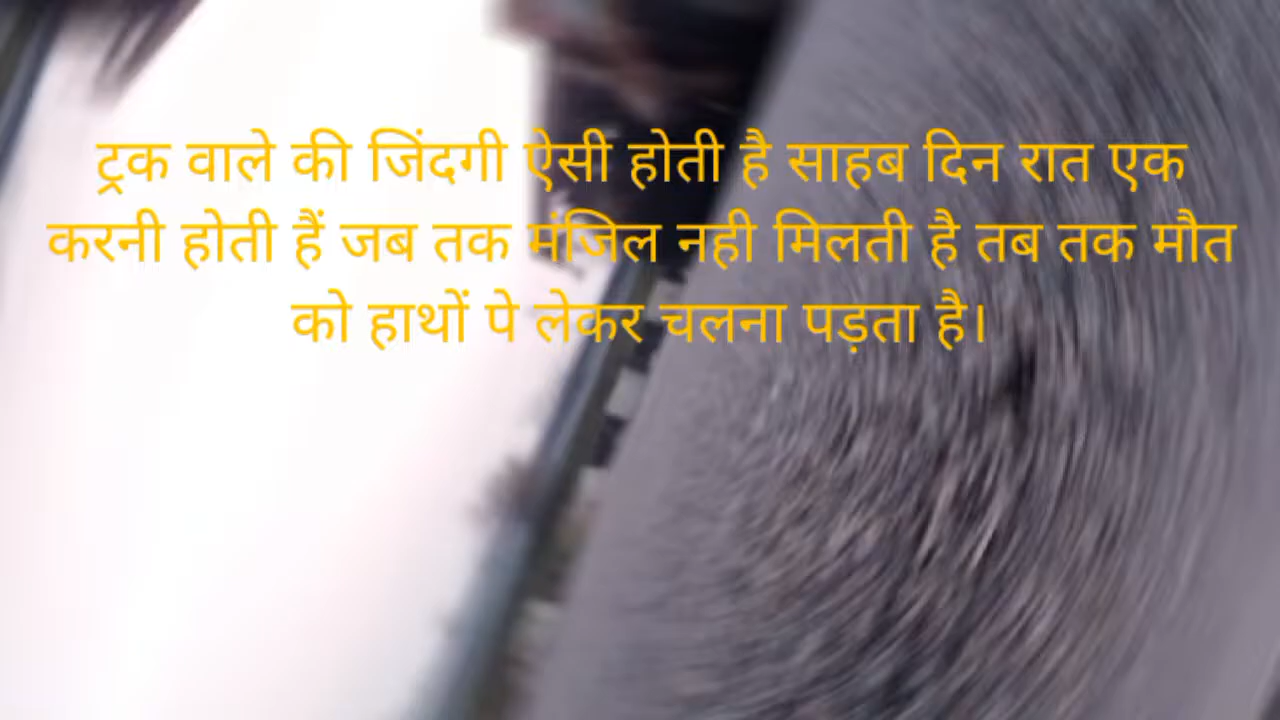 ट्रक वाले की जिंदगी ऐसी होती है साहब दिन रात एक
करनी होती हैं जब तक मंजिल नही मिलती है तब तक मौत
को हाथों पे लेकर चलना पड़ता है।